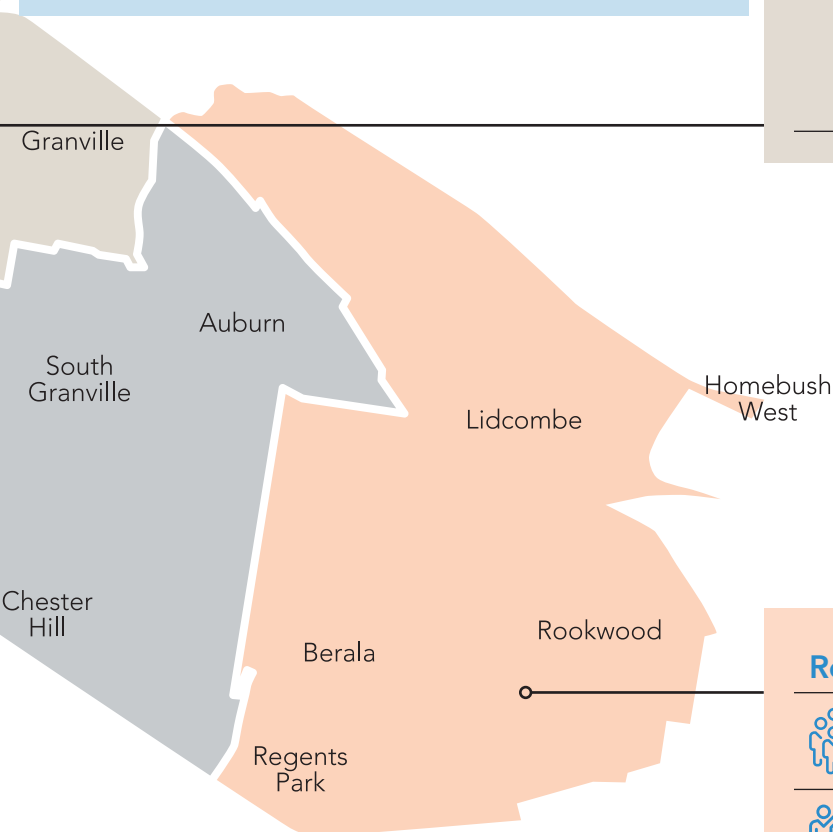 Granville
Auburn
South
Granville
Homebush
West
Lidcombe
Chester
Hill
Rookwood
Berala
Regents
Park